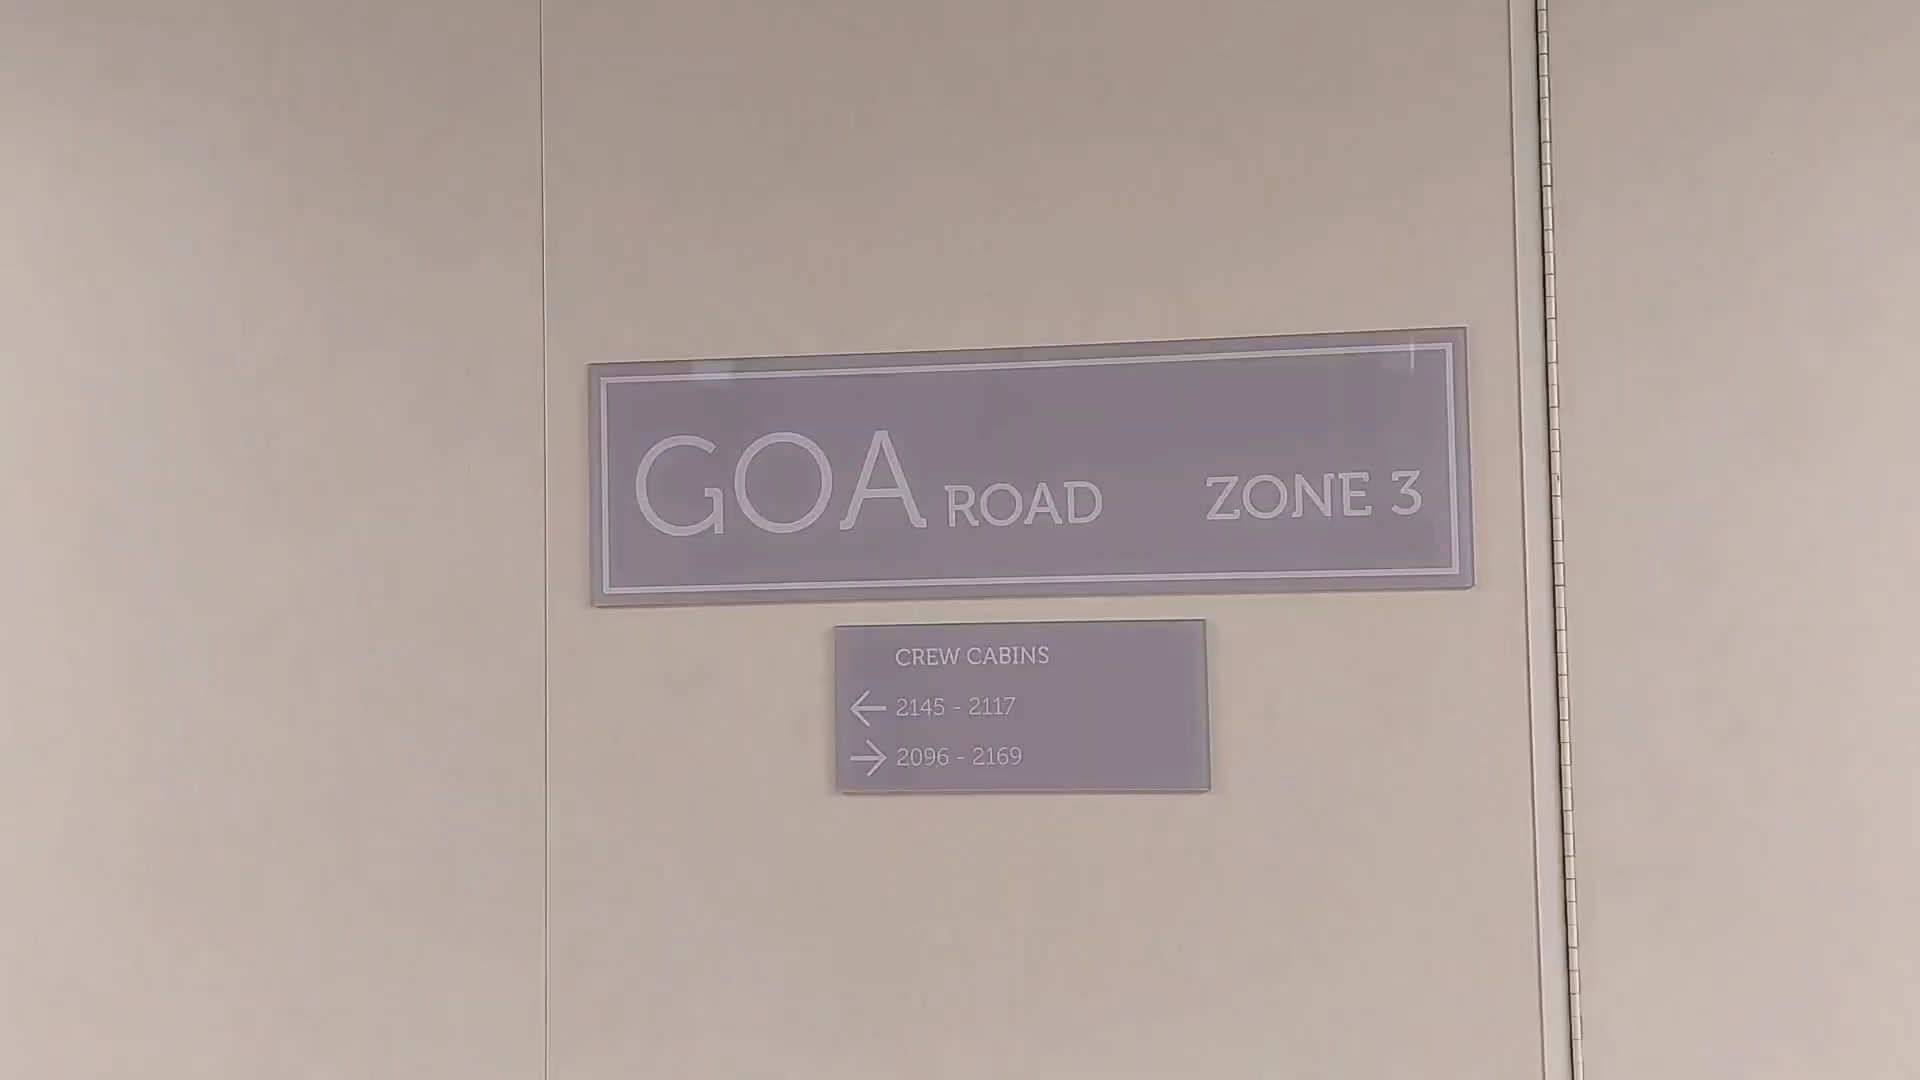 GOA ROAD ZONE 3
CREW CABINS
← 2145 - 2117
→ 2096 - 2169